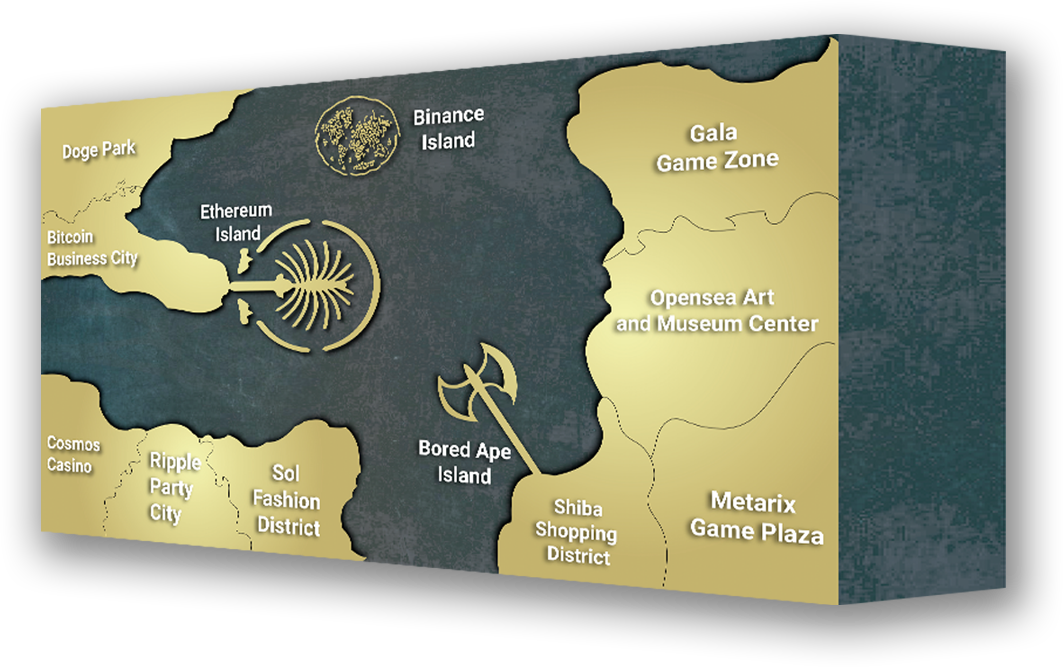 Doge Park
Binance
Island
Gala
Game Zone
Ethereum
Island
Bitcoin
Business City
Opensea Art
and Museum Center
Cosmos
Casino
Ripple
Party
City
Sol
Fashion
District
Bored Ape
Island
Shiba
Shopping
District
Metarix
Game Plaza